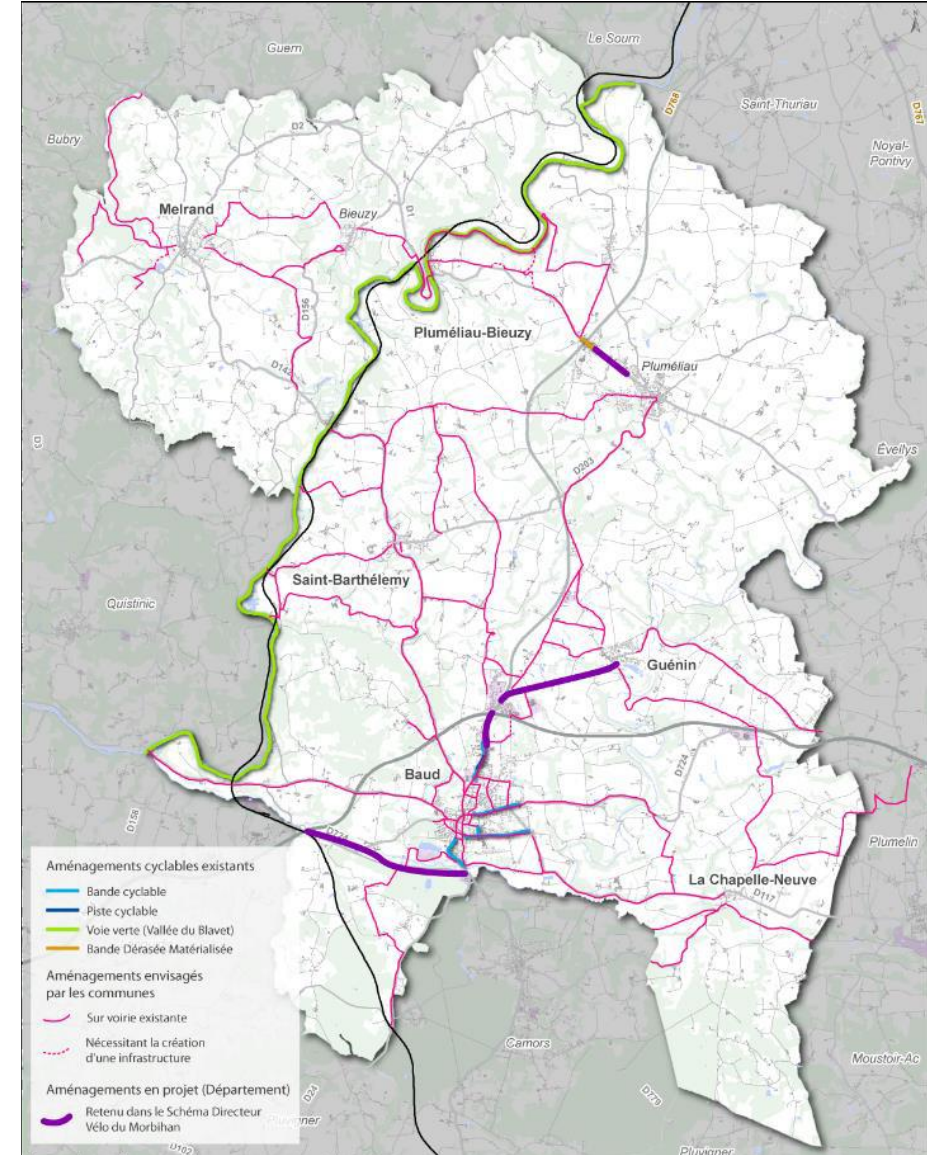 Guern
Le Sourn
N
D768
Saint-Thuriau
D767
Noyal-
Pontivy
D2
Bubry
Melrand
Bieuzy
D1
D156
Pluméliau-Bieuzy
Pluméliau
D142
D3
Évellys
D203
Saint-Barthélemy
Quistinic
Guénin
D724
Baud
D158
D724
Plumelin
La Chapelle-Neuve
D117
Camors
Moustoir-Ac
D24
D779
Pluvigner
D102
Pluvigner
Aménagements cyclables existants
Bande cyclable
Piste cyclable
Voie verte (Vallée du Blavet)
Bande Dérasée Matérialisée
Aménagements envisagés
par les communes
Sur voirie existante
Nécessitant la création
d'une infrastructure
Aménagements en projet (Département)
Retenu dans le Schéma Directeur
Vélo du Morbihan